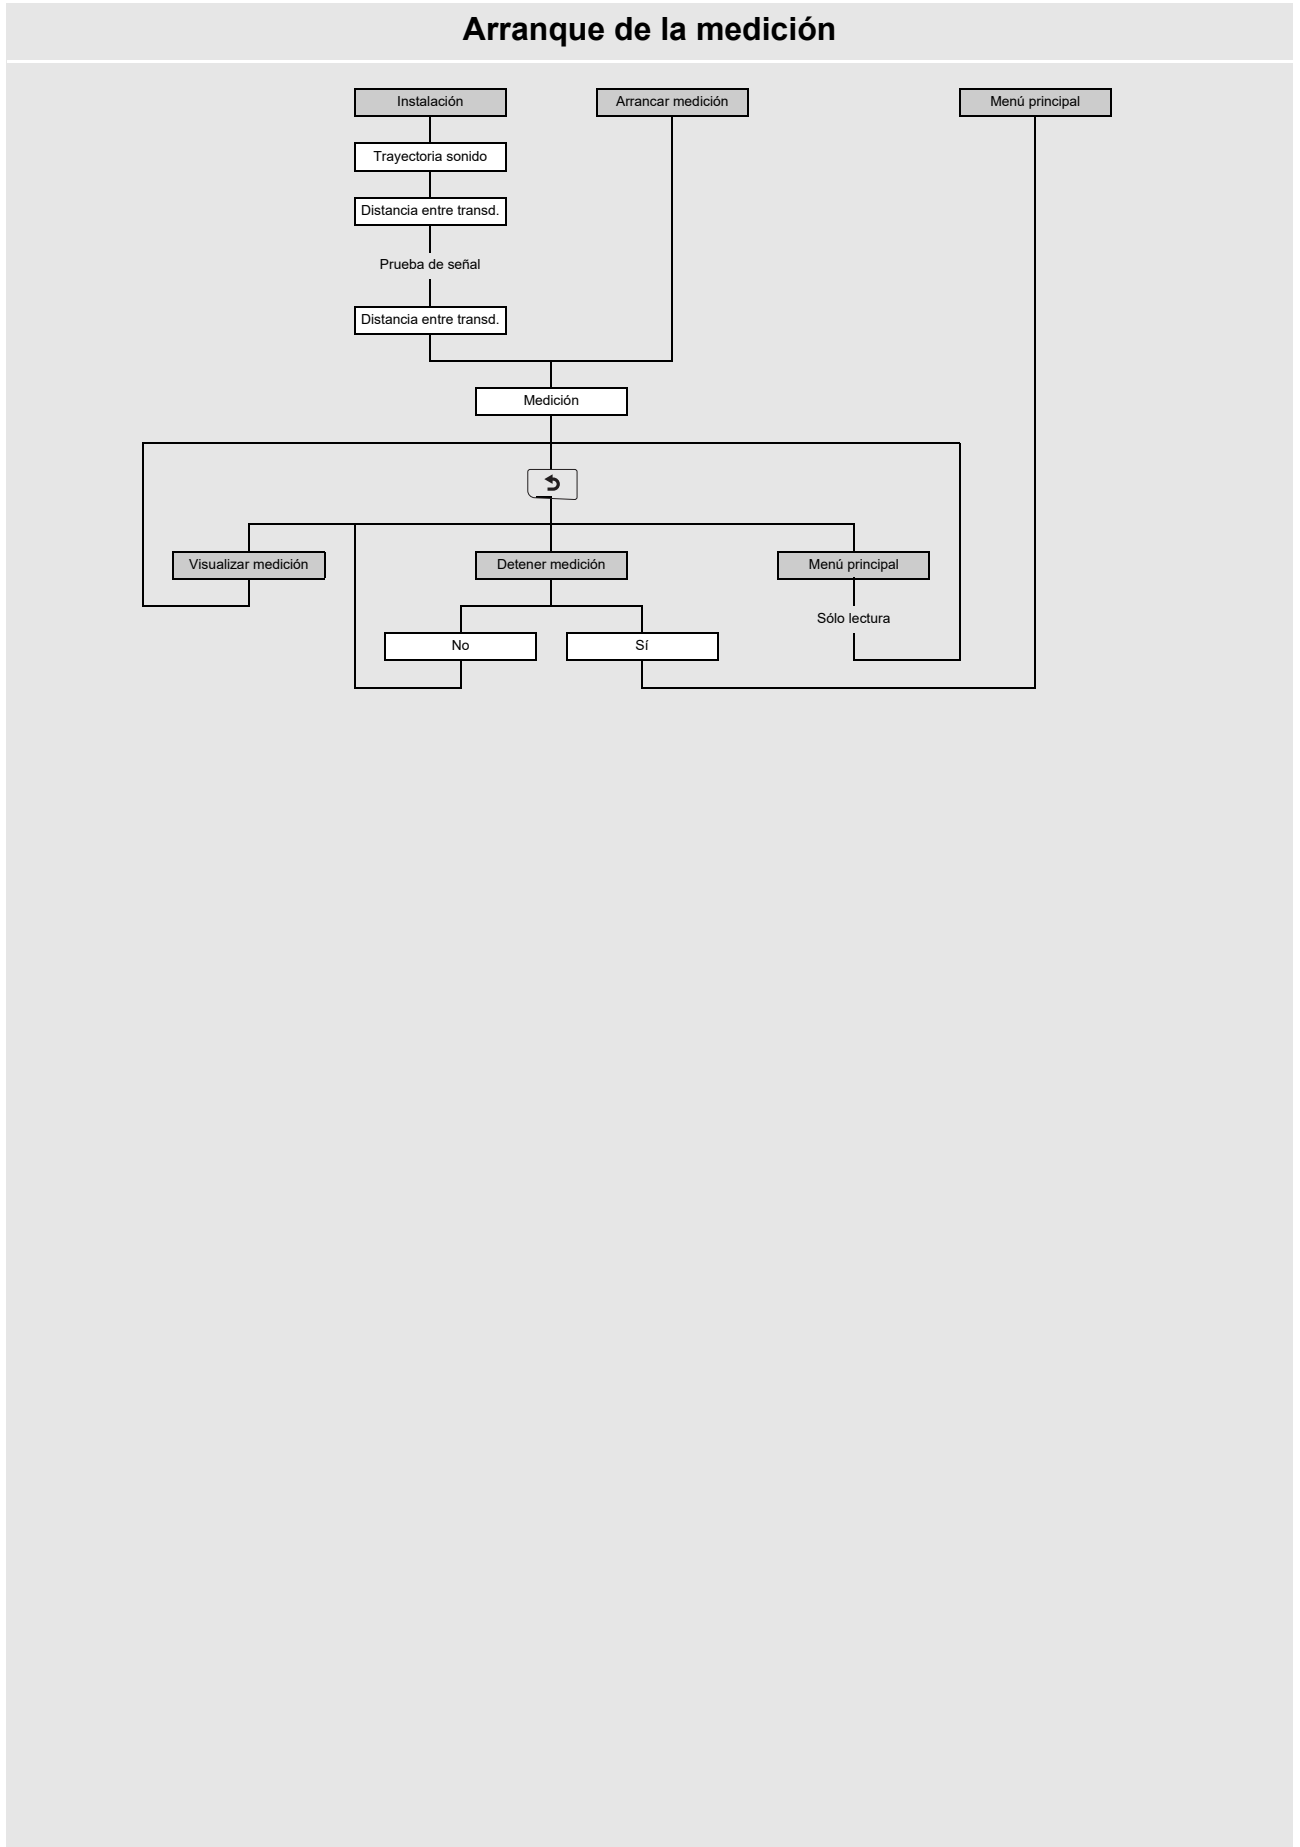 Arranque de la medición
Instalación
Arrancar medición
Menú principal
Trayectoria sonido
Distancia entre transd.
Prueba de señal
Distancia entre transd.
Medición
Visualizar medición
Detener medición
Menú principal
Sólo lectura
No
Sí